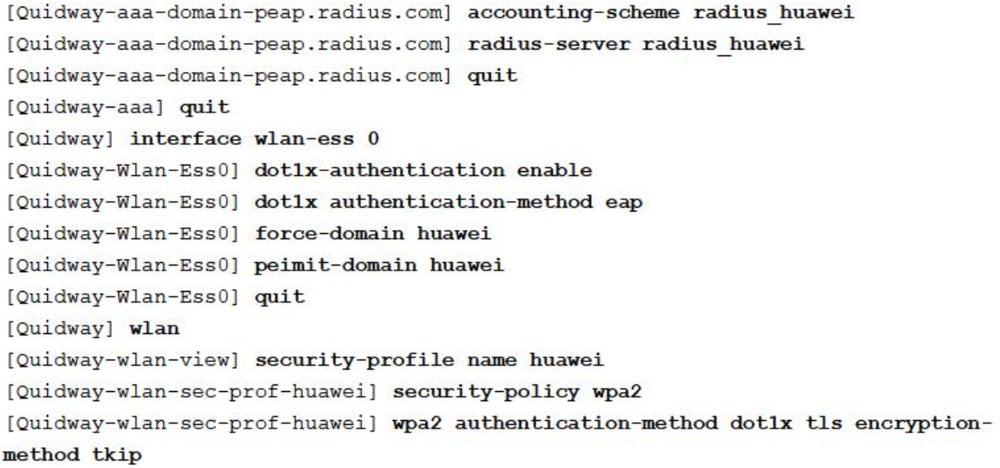 [Quidway-aaa-domain-peap.radius.com] accounting-scheme radius_huawei
[Quidway-aaa-domain-peap.radius.com] radius-server radius_huawei
[Quidway-aaa-domain-peap.radius.com] quit
[Quidway-aaa] quit
[Quidway] interface wlan-ess 0
[Quidway-Wlan-Ess0] dot1x-authentication enable
[Quidway-Wlan-Ess0] dot1x authentication-method eap
[Quidway-Wlan-Ess0] force-domain huawei
[Quidway-Wlan-Ess0] peimit-domain huawei
[Quidway-Wlan-Ess0] quit
[Quidway] wlan
[Quidway-wlan-view] security-profile name huawei
[Quidway-wlan-sec-prof-huawei] security-policy wpa2
[Quidway-wlan-sec-prof-huawei] wpa2 authentication-method dot1x tls encryption-
method tkip